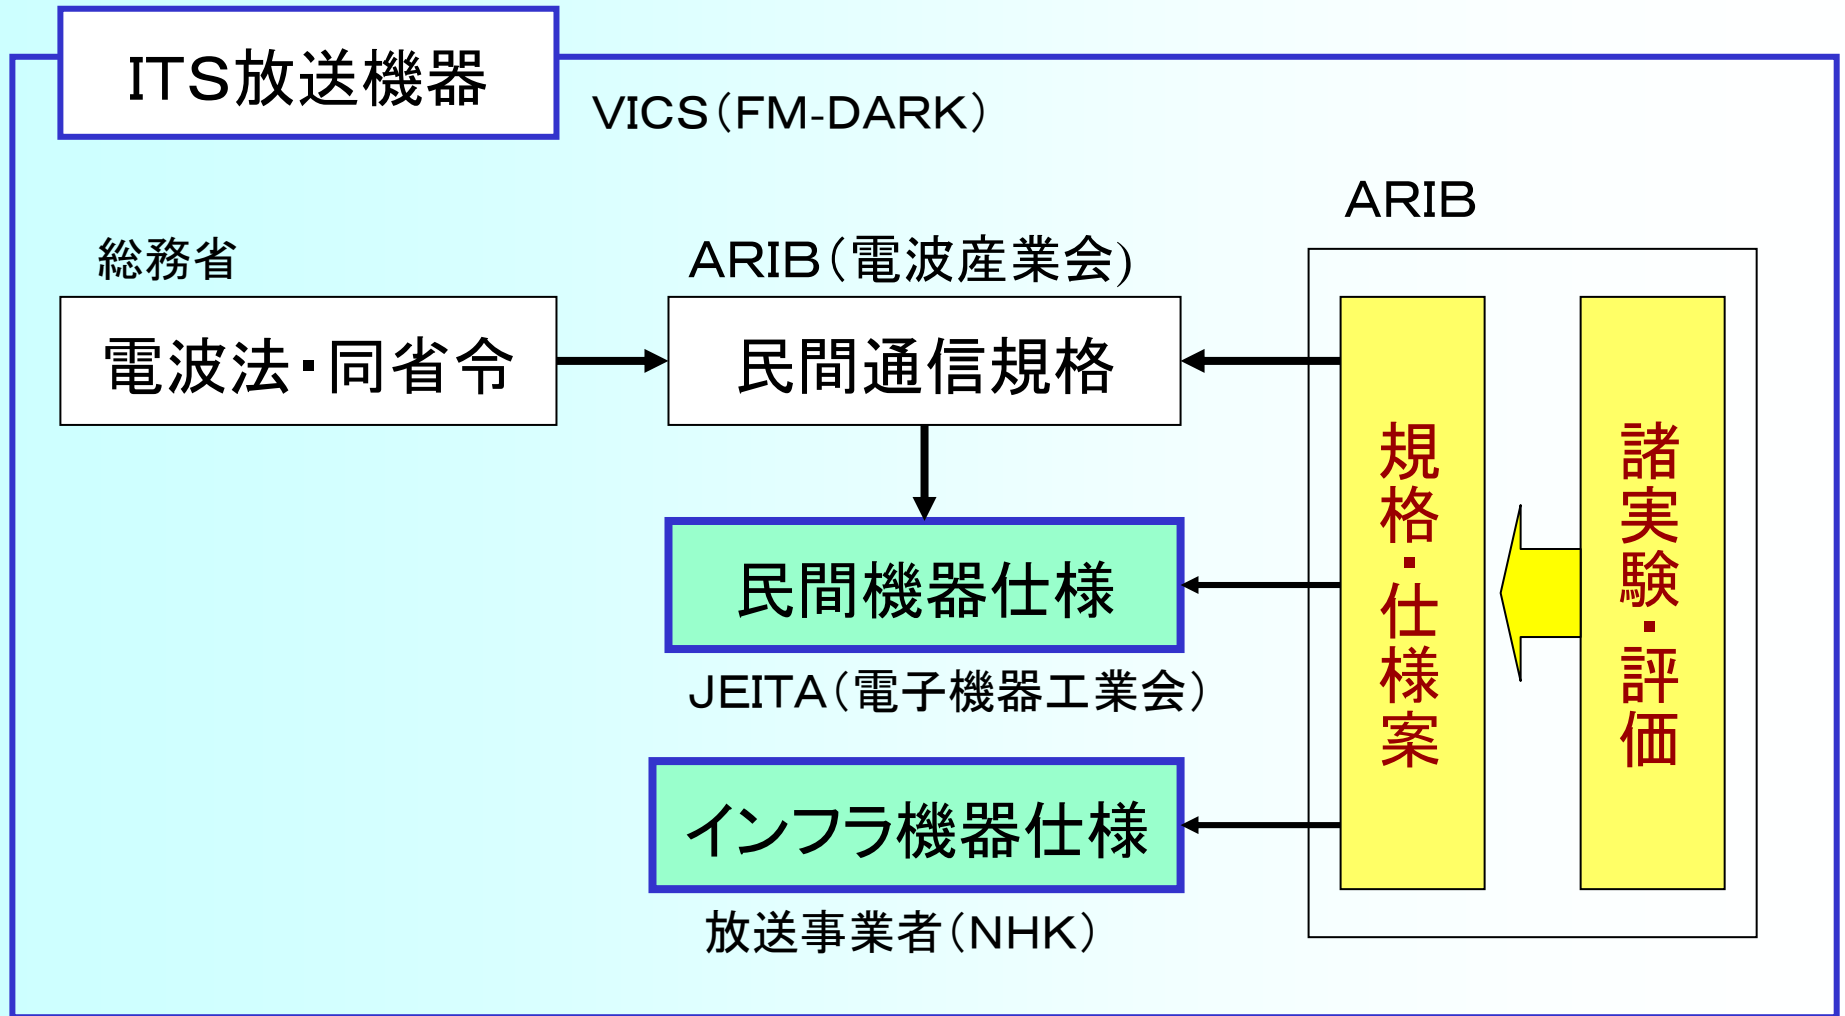 ITS放送機器
VICS(FM-DARK)
ARIB
総務省
ARIB(電波産業会)
電波法・同省令
民間通信規格
規格・仕様案
諸実験・評価
民間機器仕様
JEITA(電子機器工業会)
インフラ機器仕様
放送事業者(NHK)